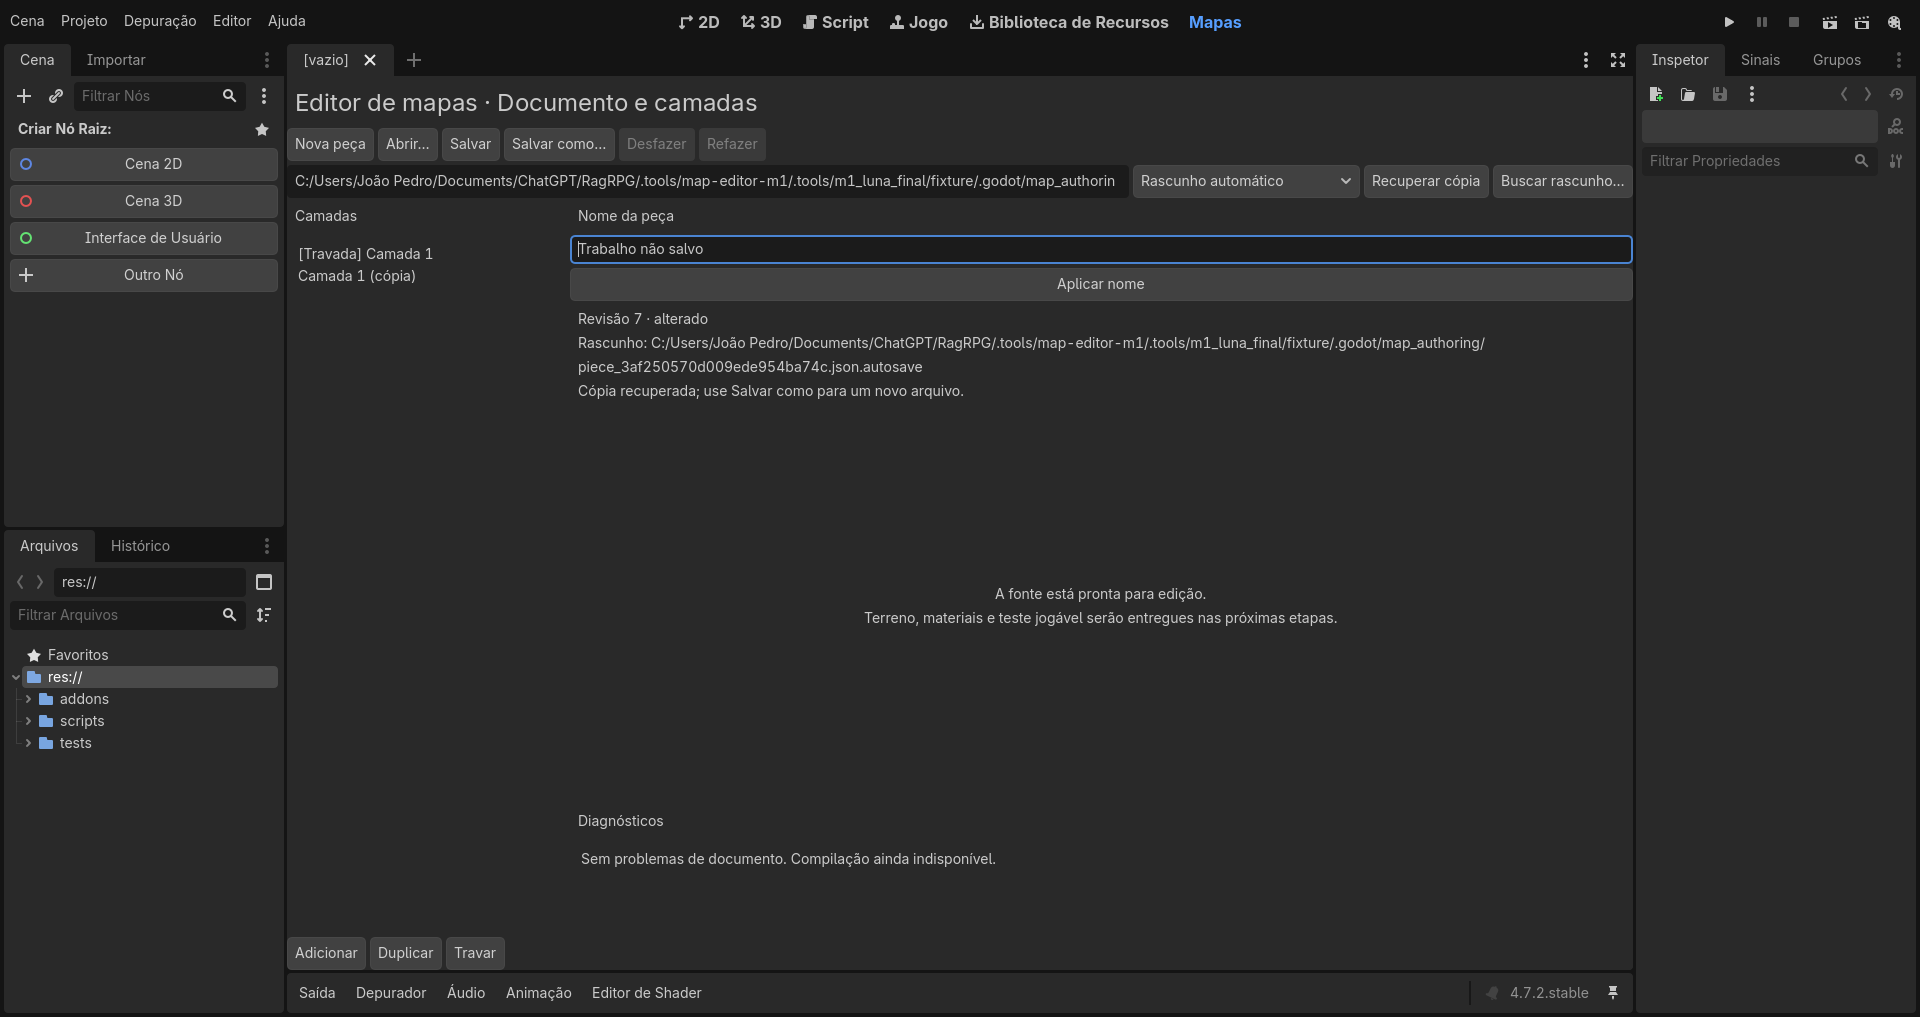 Cena Projeto Depuração Editor Ajuda
2D 3D Script Jogo Biblioteca de Recursos Mapas
Cena Importar
Filtrar Nós
Criar Nó Raiz:
Cena 2D
Cena 3D
Interface de Usuário
Outro Nó
Arquivos Histórico
res://
Filtrar Arquivos
Favoritos
res://
addons
scripts
tests
[vazio]
Editor de mapas · Documento e camadas
Nova peça Abrir... Salvar Salvar como... Desfazer Refazer
C:/Users/João Pedro/Documents/ChatGPT/RagRPG/.tools/map-editor-m1/.tools/m1_luna_final/fixture/.godot/map_authorin Rascunho automático Recuperar cópia Buscar rascunho...
Camadas
[Travada] Camada 1
Camada 1 (cópia)
Nome da peça
Trabalho não salvo
Aplicar nome
Revisão 7 · alterado
Rascunho: C:/Users/João Pedro/Documents/ChatGPT/RagRPG/.tools/map-editor-m1/.tools/m1_luna_final/fixture/.godot/map_authoring/
piece_3af250570d009ede954ba74c.json.autosave
Cópia recuperada; use Salvar como para um novo arquivo.
A fonte está pronta para edição.
Terreno, materiais e teste jogável serão entregues nas próximas etapas.
Diagnósticos
Sem problemas de documento. Compilação ainda indisponível.
Adicionar Duplicar Travar
Saída Depurador Áudio Animação Editor de Shader
4.7.2.stable
Inspetor Sinais Grupos
DOC
Filtrar Propriedades